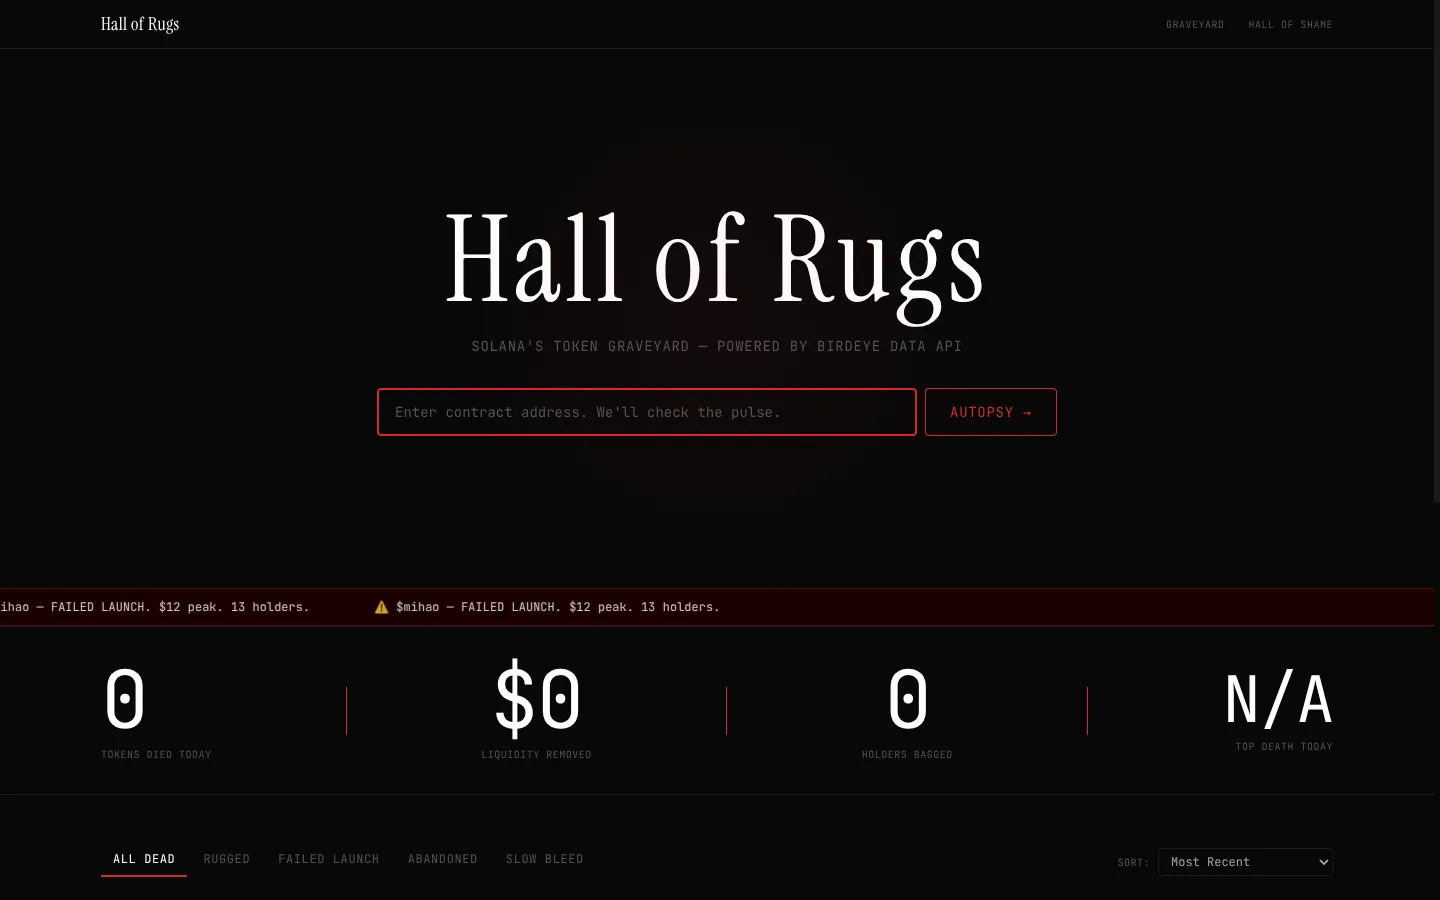 Hall of Rugs
GRAVEYARD HALL OF SHAME
Hall of Rugs
SOLANA'S TOKEN GRAVEYARD — POWERED BY BIRDEYE DATA API
Enter contract address. We'll check the pulse.
AUTOPSY →
ihao — FAILED LAUNCH. $12 peak. 13 holders. ⚠️ $mihao — FAILED LAUNCH. $12 peak. 13 holders.
0 $0 0 N/A
TOKENS DIED TODAY LIQUIDITY REMOVED HOLDERS BAGGED TOP DEATH TODAY
ALL DEAD RUGGED FAILED LAUNCH ABANDONED SLOW BLEED SORT: Most Recent